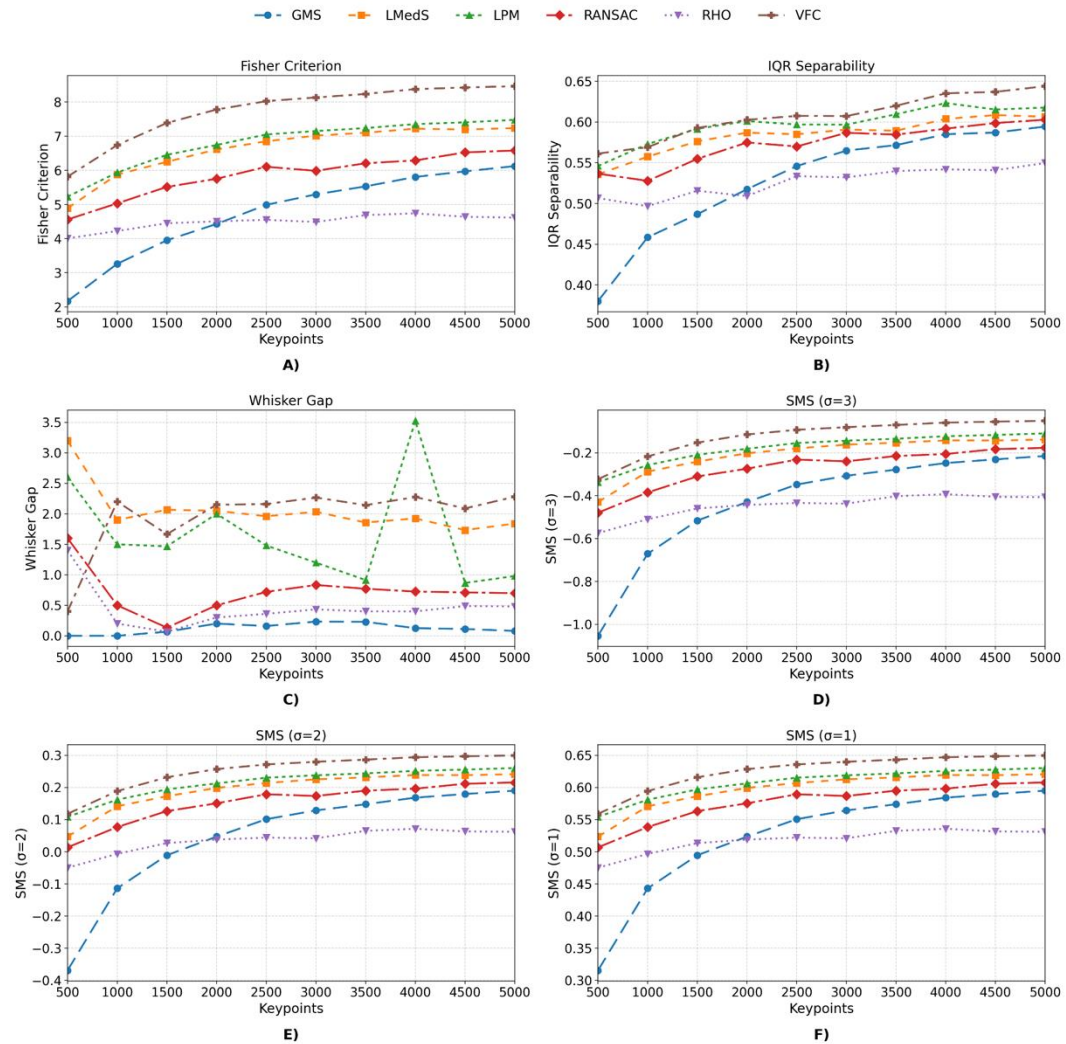 GMS LMedS LPM RANSAC RHO VFC
Fisher Criterion
Fisher Criterion
8
7
6
5
4
3
2
500 1000 1500 2000 2500 3000 3500 4000 4500 5000
Keypoints
A)
IQR Separability
IQR Separability
0.65
0.60
0.55
0.50
0.45
0.40
500 1000 1500 2000 2500 3000 3500 4000 4500 5000
Keypoints
B)
Whisker Gap
Whisker Gap
3.5
3.0
2.5
2.0
1.5
1.0
0.5
0.0
500 1000 1500 2000 2500 3000 3500 4000 4500 5000
Keypoints
C)
SMS (σ=3)
SMS (σ=3)
−0.2
−0.4
−0.6
−0.8
−1.0
500 1000 1500 2000 2500 3000 3500 4000 4500 5000
Keypoints
D)
SMS (σ=2)
SMS (σ=2)
0.3
0.2
0.1
0.0
−0.1
−0.2
−0.3
−0.4
500 1000 1500 2000 2500 3000 3500 4000 4500 5000
Keypoints
E)
SMS (σ=1)
SMS (σ=1)
0.65
0.60
0.55
0.50
0.45
0.40
0.35
0.30
500 1000 1500 2000 2500 3000 3500 4000 4500 5000
Keypoints
F)